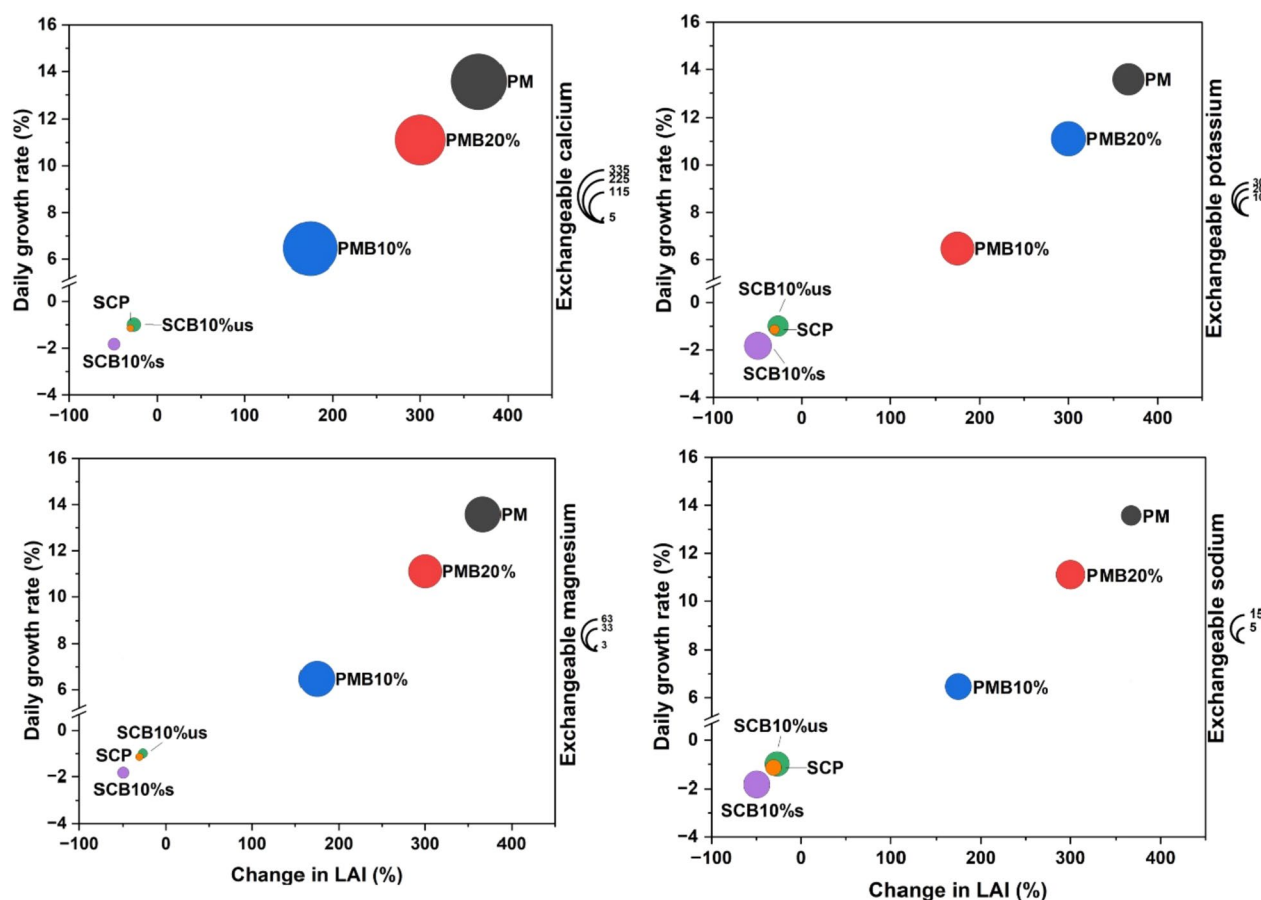 16
14
12
10
8
6
0
−2
−4
Daily growth rate (%)
PM
PMB20%
PMB10%
SCP
SCB10%us
SCB10%s
−100
0
100
200
300
400
Exchangeable calcium
335
225
115
5
16
14
12
10
8
6
0
−2
−4
Daily growth rate (%)
PM
PMB20%
PMB10%
SCB10%us
SCP
SCB10%s
−100
0
100
200
300
400
Exchangeable potassium
10
16
14
12
10
8
6
0
−2
−4
Daily growth rate (%)
PM
PMB20%
PMB10%
SCB10%us
SCP
SCB10%s
−100
0
100
200
300
400
Change in LAI (%)
Exchangeable magnesium
63
33
3
16
14
12
10
8
6
0
−2
−4
Daily growth rate (%)
PM
PMB20%
PMB10%
SCB10%us
SCP
SCB10%s
−100
0
100
200
300
400
Change in LAI (%)
Exchangeable sodium
15
5